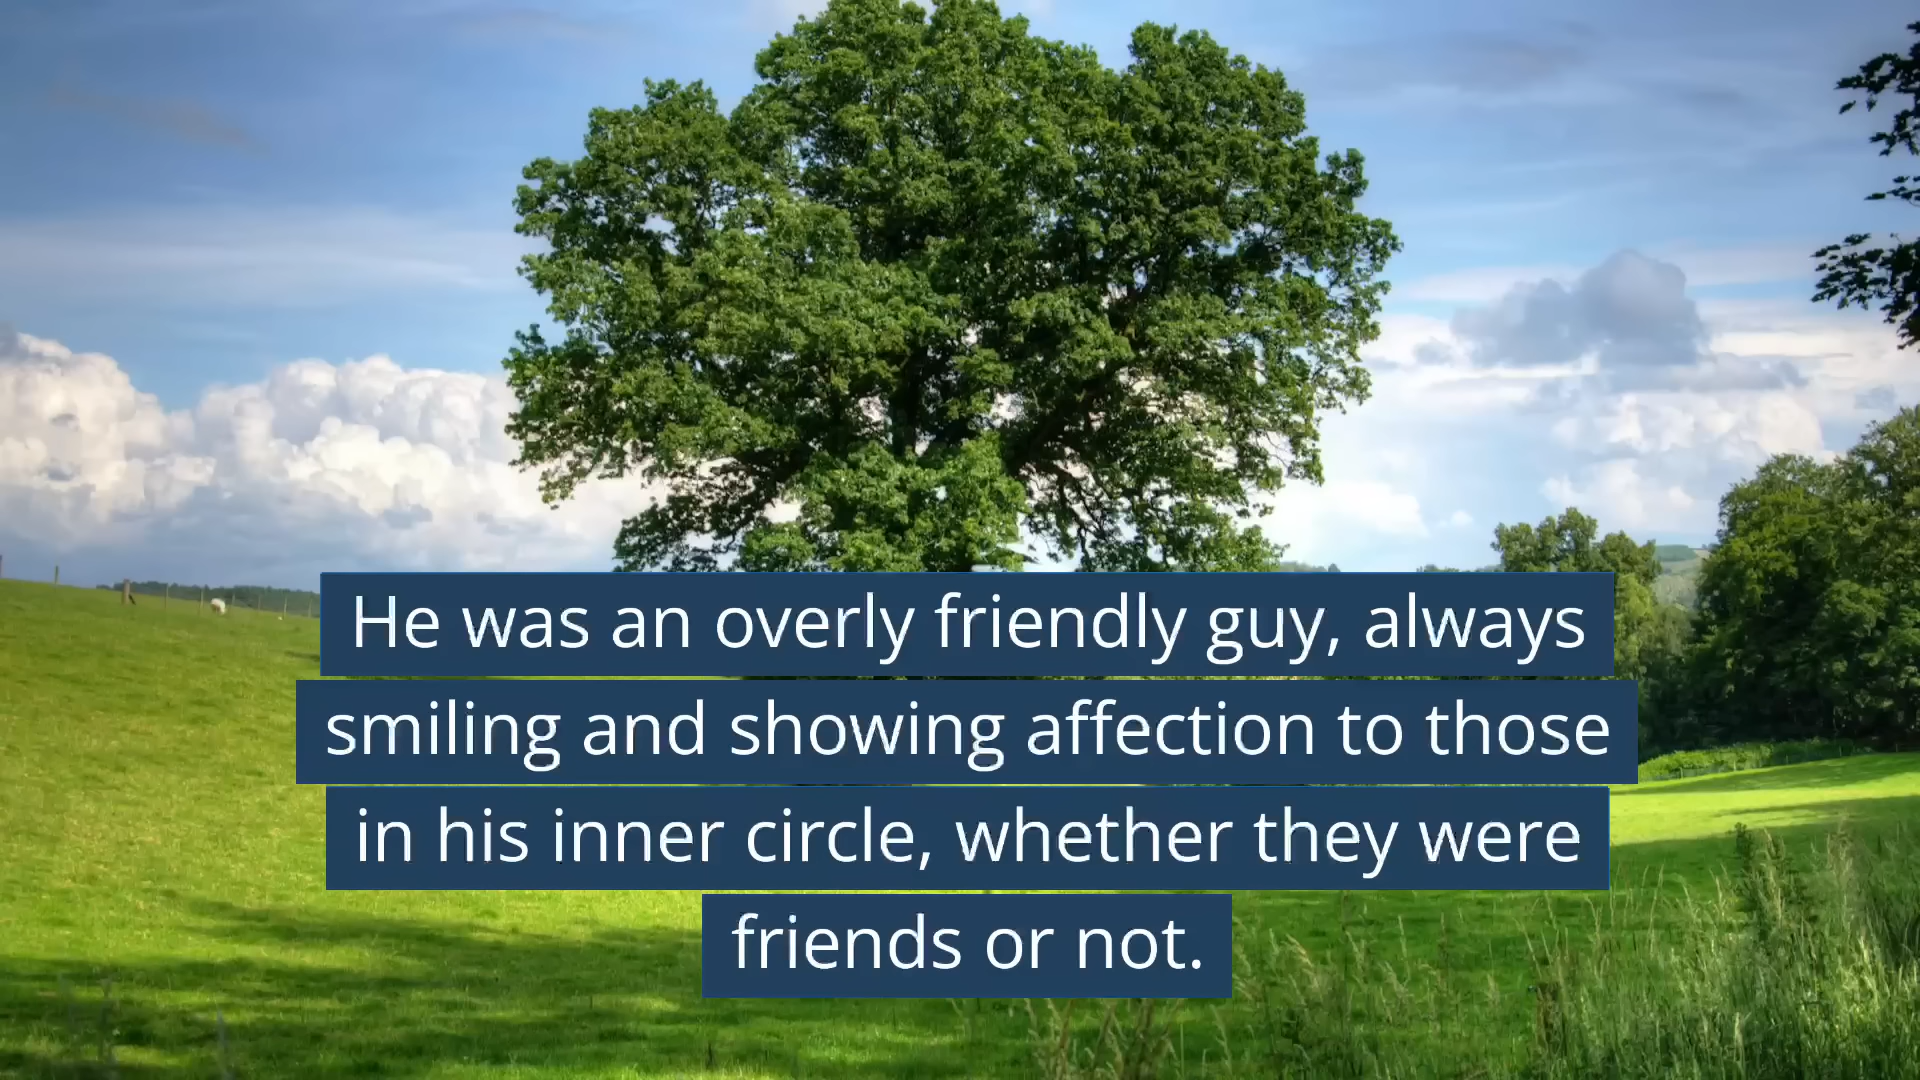 He was an overly friendly guy, always
smiling and showing affection to those
in his inner circle, whether they were
friends or not.